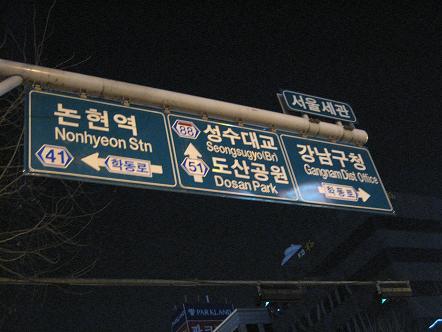 서울세관
논현역
Nonhyeon Stn
41
학동로
88
성수대교
Seongsugyo(Br)
51
도산공원
Dosan Park
강남구청
Gangnam Dist Office
학동로
PARKLAND